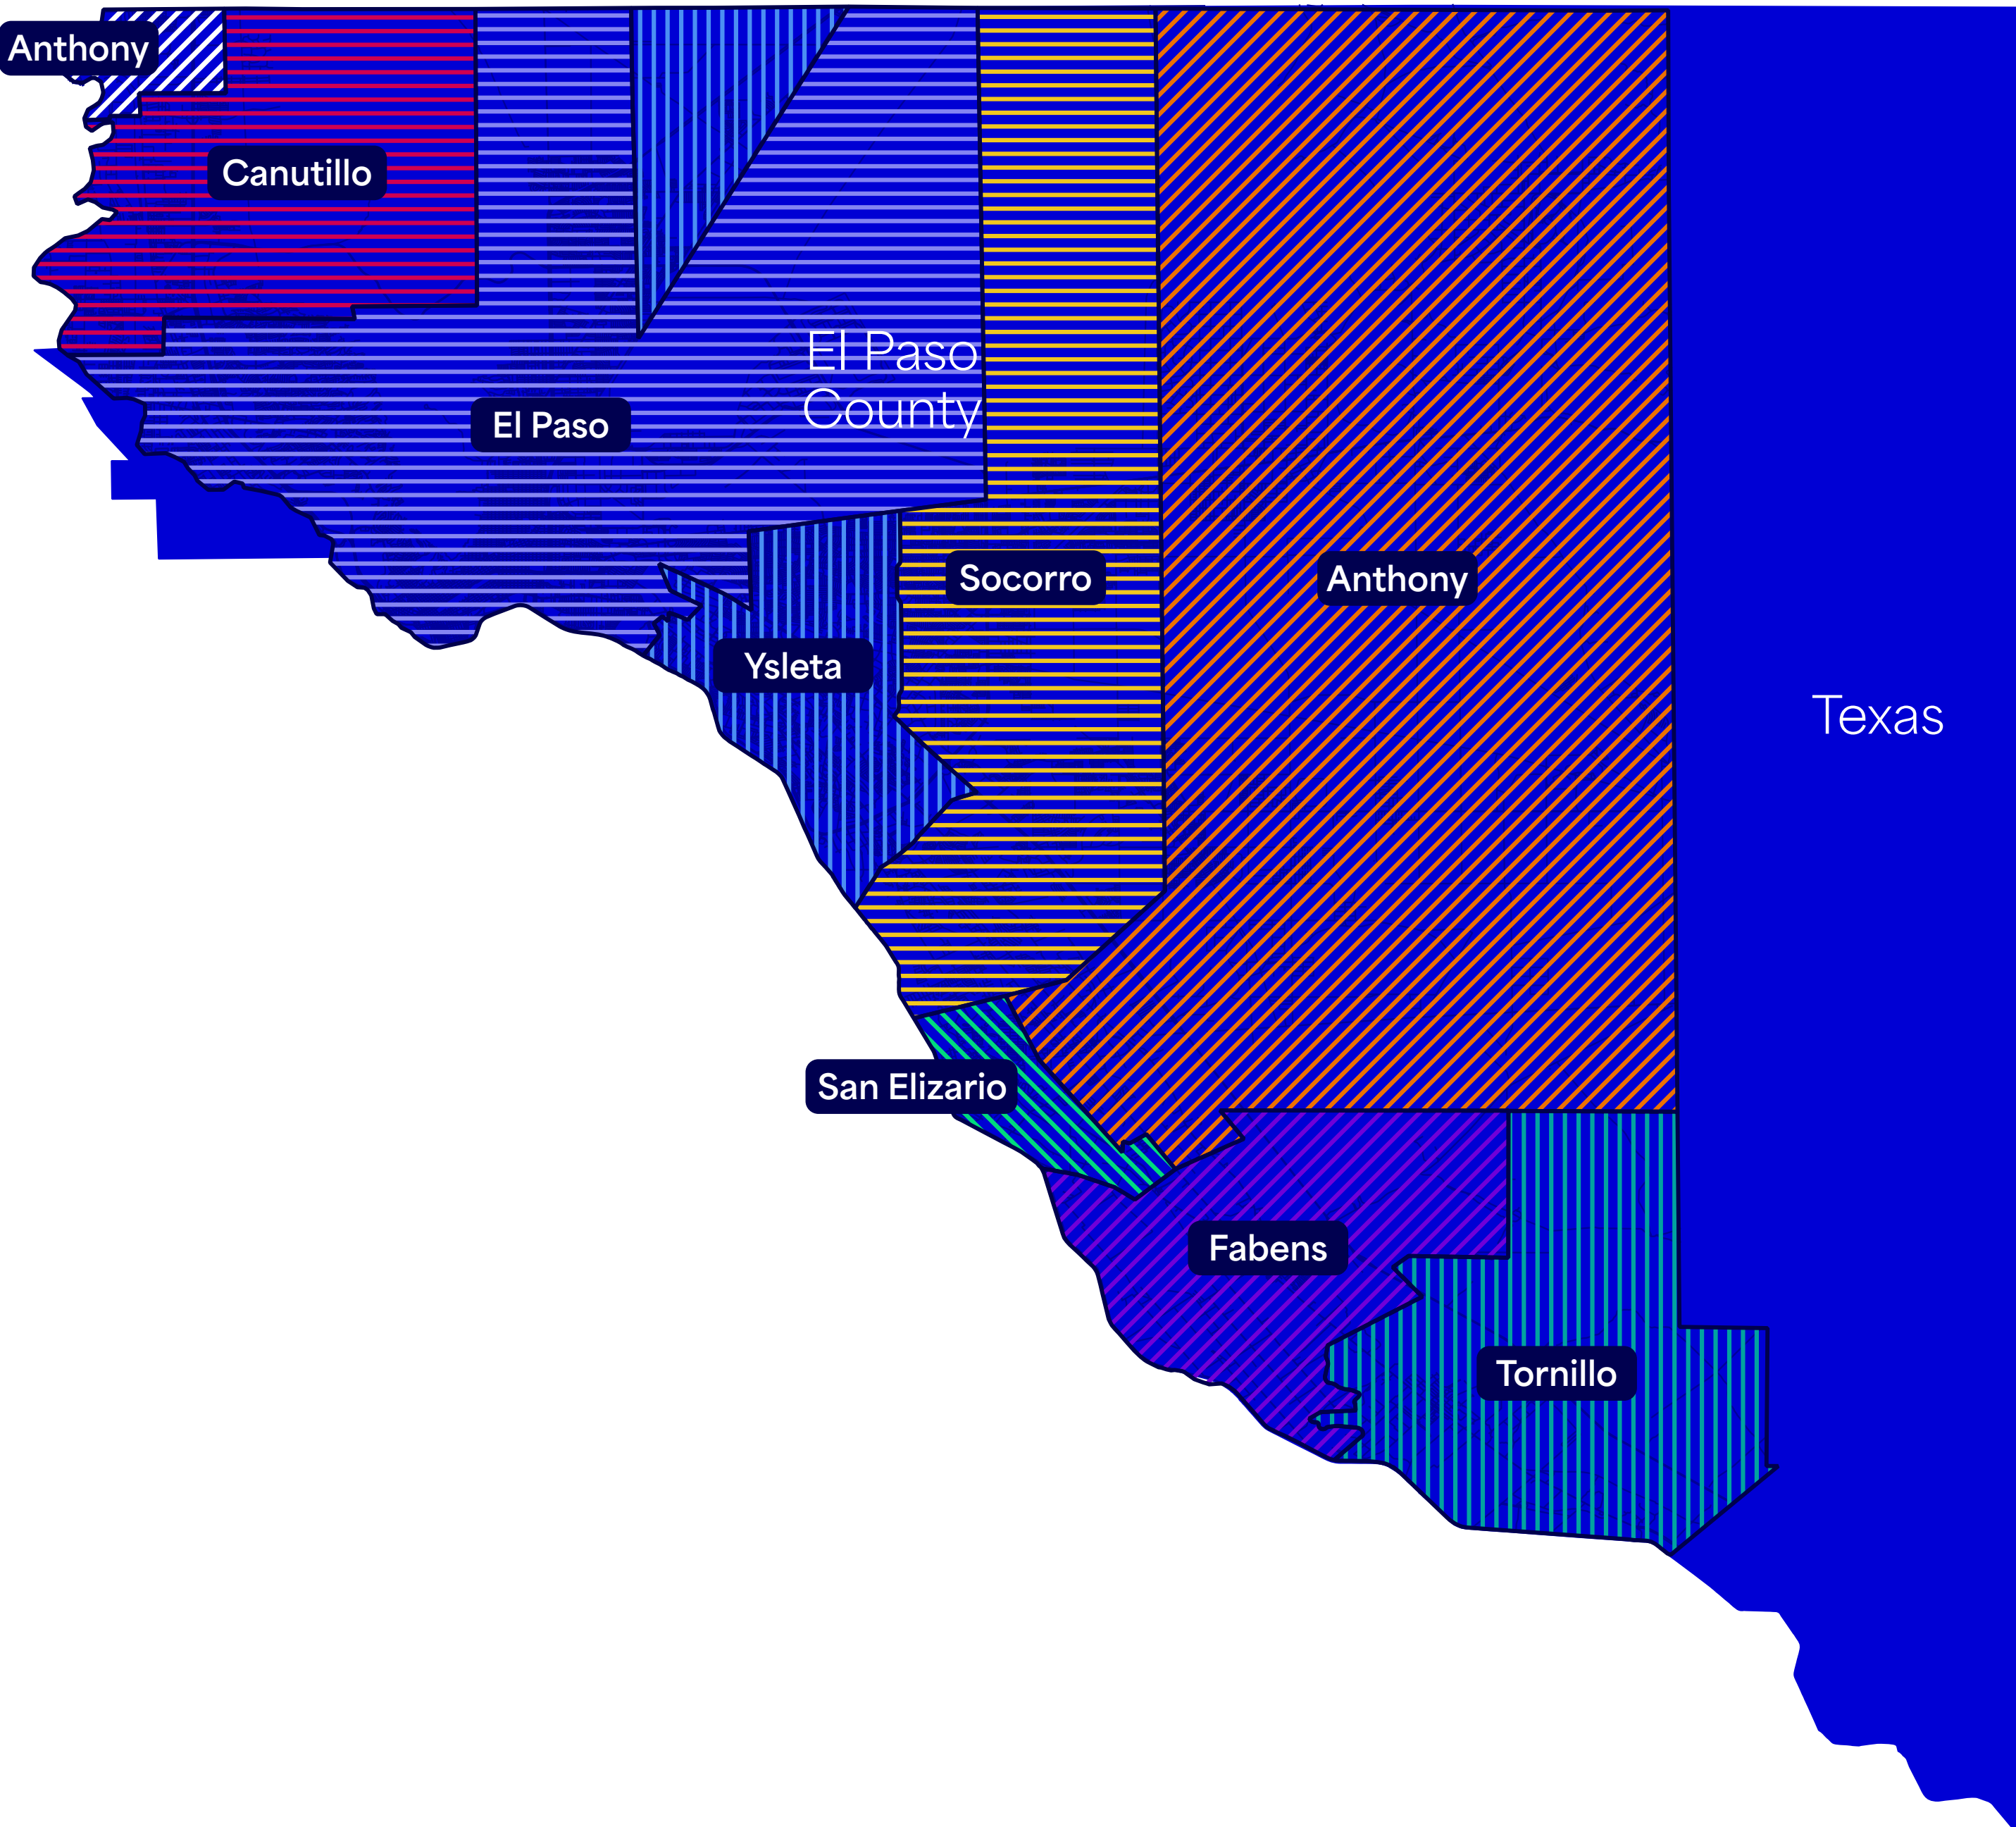 Anthony
Canutillo
El Paso
County
El Paso
Socorro
Anthony
Ysleta
Texas
San Elizario
Fabens
Tornillo